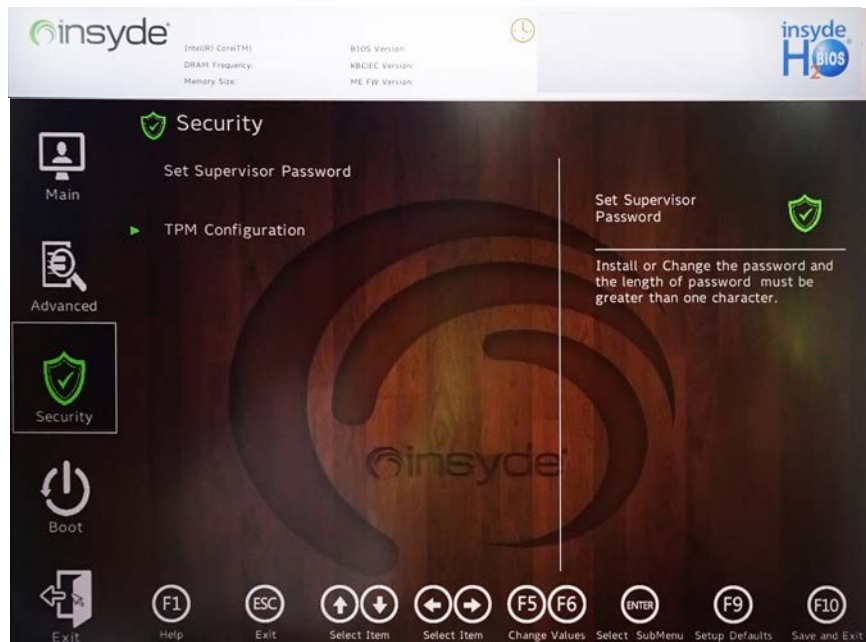 insyde
Intel(R) Core(TM)
DRAM Frequency:
Memory Size:
BIOS Version:
KBC/EC Version:
ME FW Version:
insyde
H2O BIOS
Main
Advanced
Security
Boot
Exit
Security
Set Supervisor Password
TPM Configuration
Set Supervisor
Password
Install or Change the password and
the length of password must be
greater than one character.
insyde
F1
Help
ESC
Exit
Select Item
Select Item
F5 F6
Change Values
ENTER
Select SubMenu
F9
Setup Defaults
F10
Save and Exit